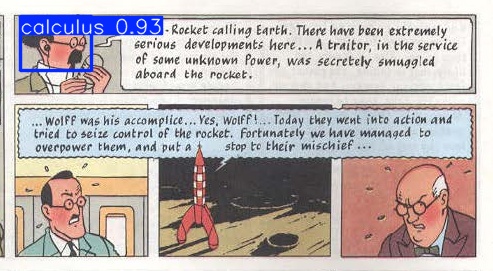 calculus 0.93
- Rocket calling Earth. There have been extremely
serious developments here... A traitor, in the service
of some unknown Power, was secretely smuggled
aboard the rocket.
... Wolff was his accomplice... Yes, Wolff!... Today they went into action and
tried to seize control of the rocket. Fortunately we have managed to
overpower them, and put a stop to their mischief ...